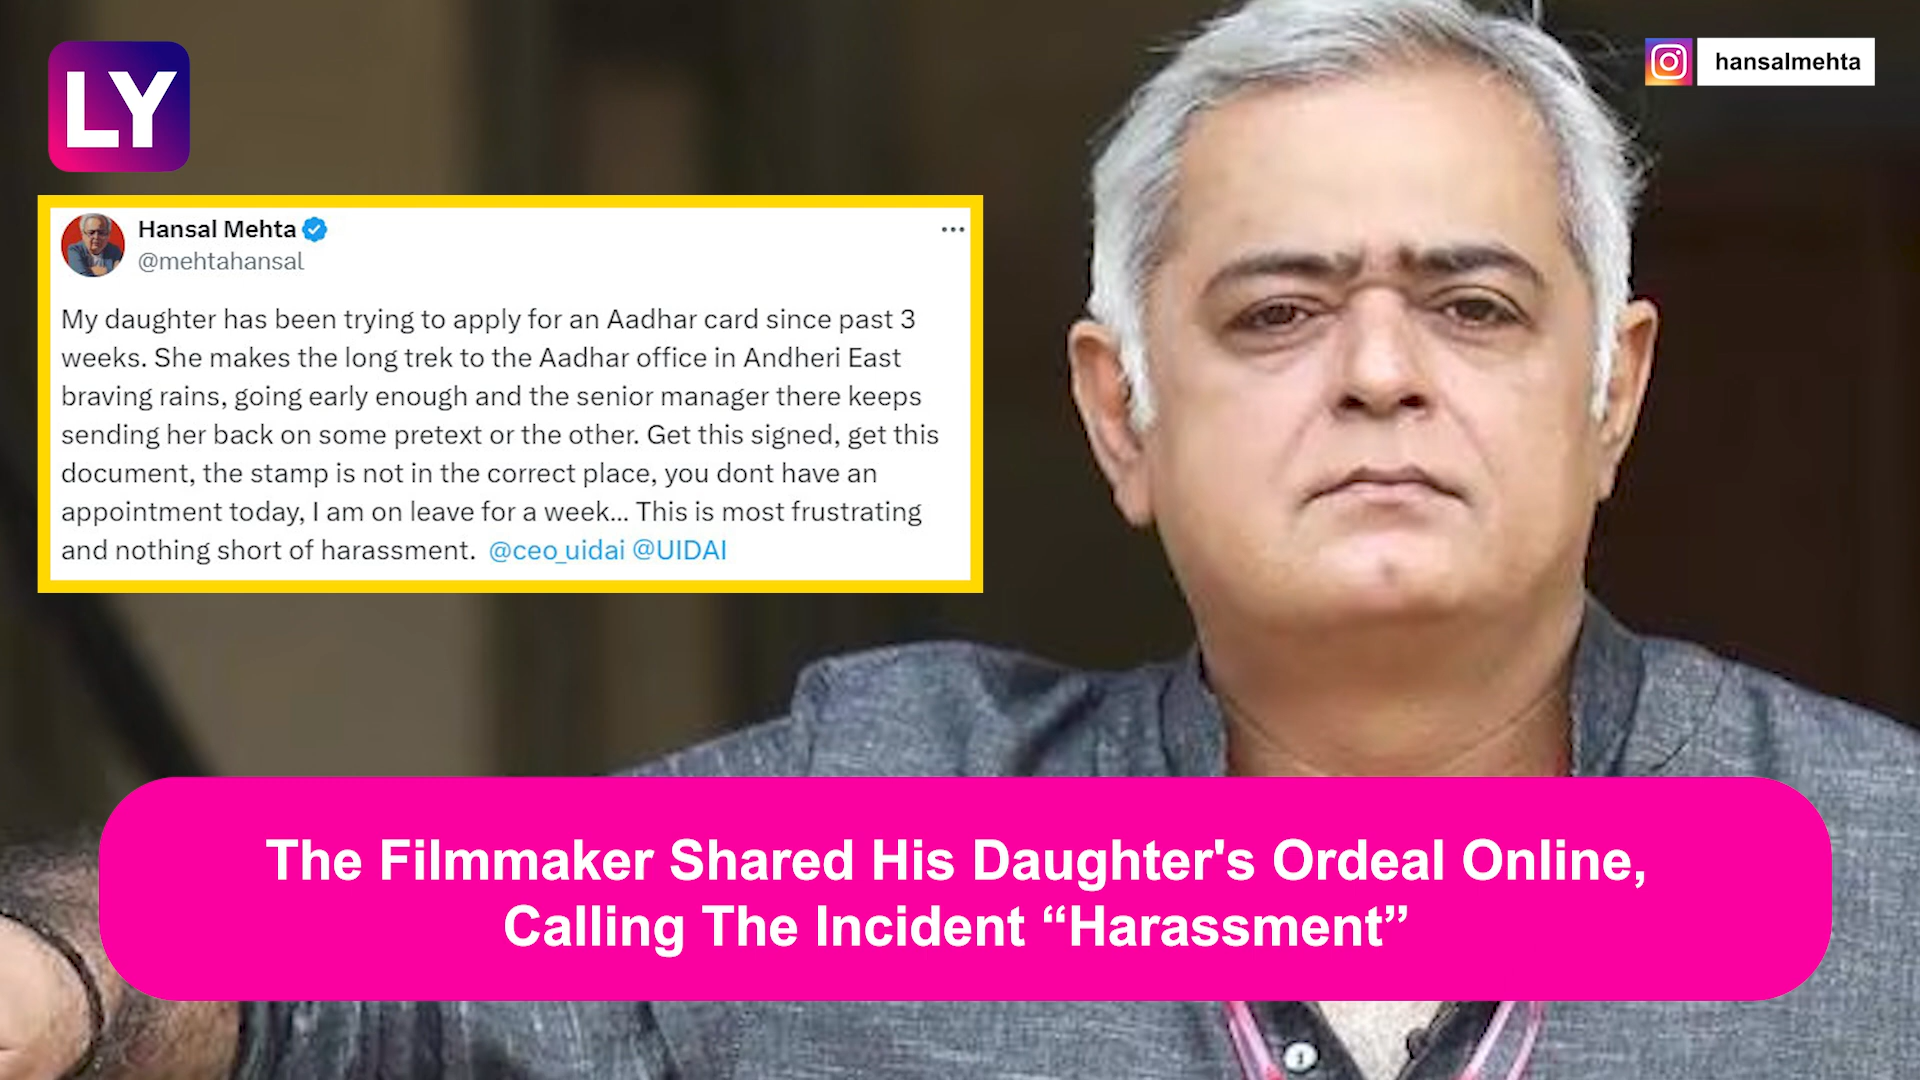 LY
hansalmehta
Hansal Mehta
@mehtahansal
My daughter has been trying to apply for an Aadhar card since past 3
weeks. She makes the long trek to the Aadhar office in Andheri East
braving rains, going early enough and the senior manager there keeps
sending her back on some pretext or the other. Get this signed, get this
document, the stamp is not in the correct place, you dont have an
appointment today, I am on leave for a week... This is most frustrating
and nothing short of harassment. @ceo_uidai @UIDAI
The Filmmaker Shared His Daughter's Ordeal Online,
Calling The Incident “Harassment”